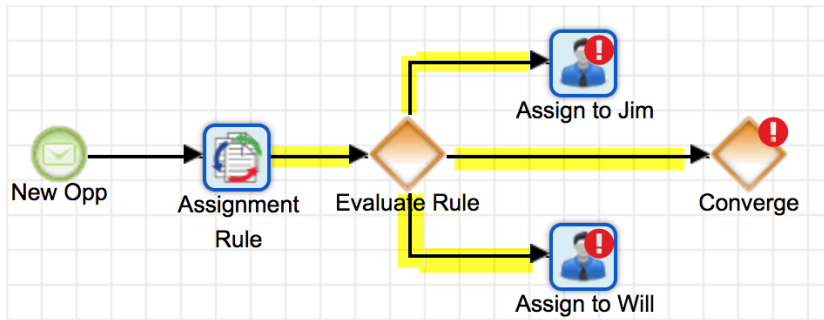 Assign to Jim
New Opp
Assignment
Rule
Evaluate Rule
Converge
Assign to Will